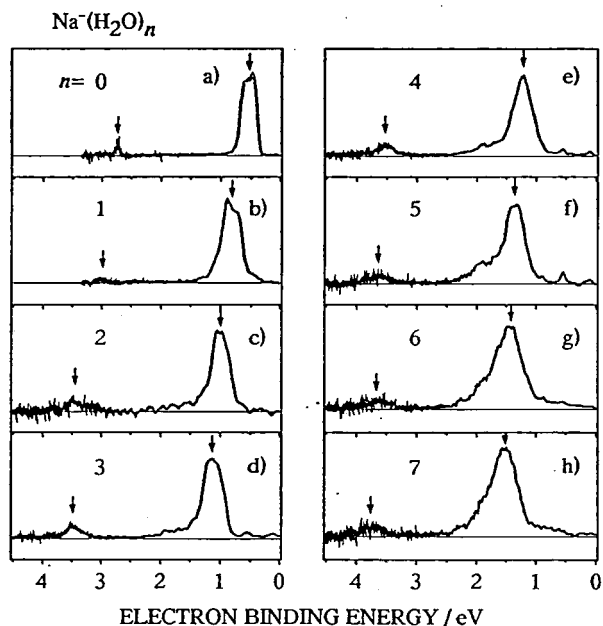 Na⁻(H₂O)ₙ
n= 0 a)
1 b)
2 c)
3 d)
4 e)
5 f)
6 g)
7 h)
4 3 2 1 0
4 3 2 1 0
ELECTRON BINDING ENERGY / eV